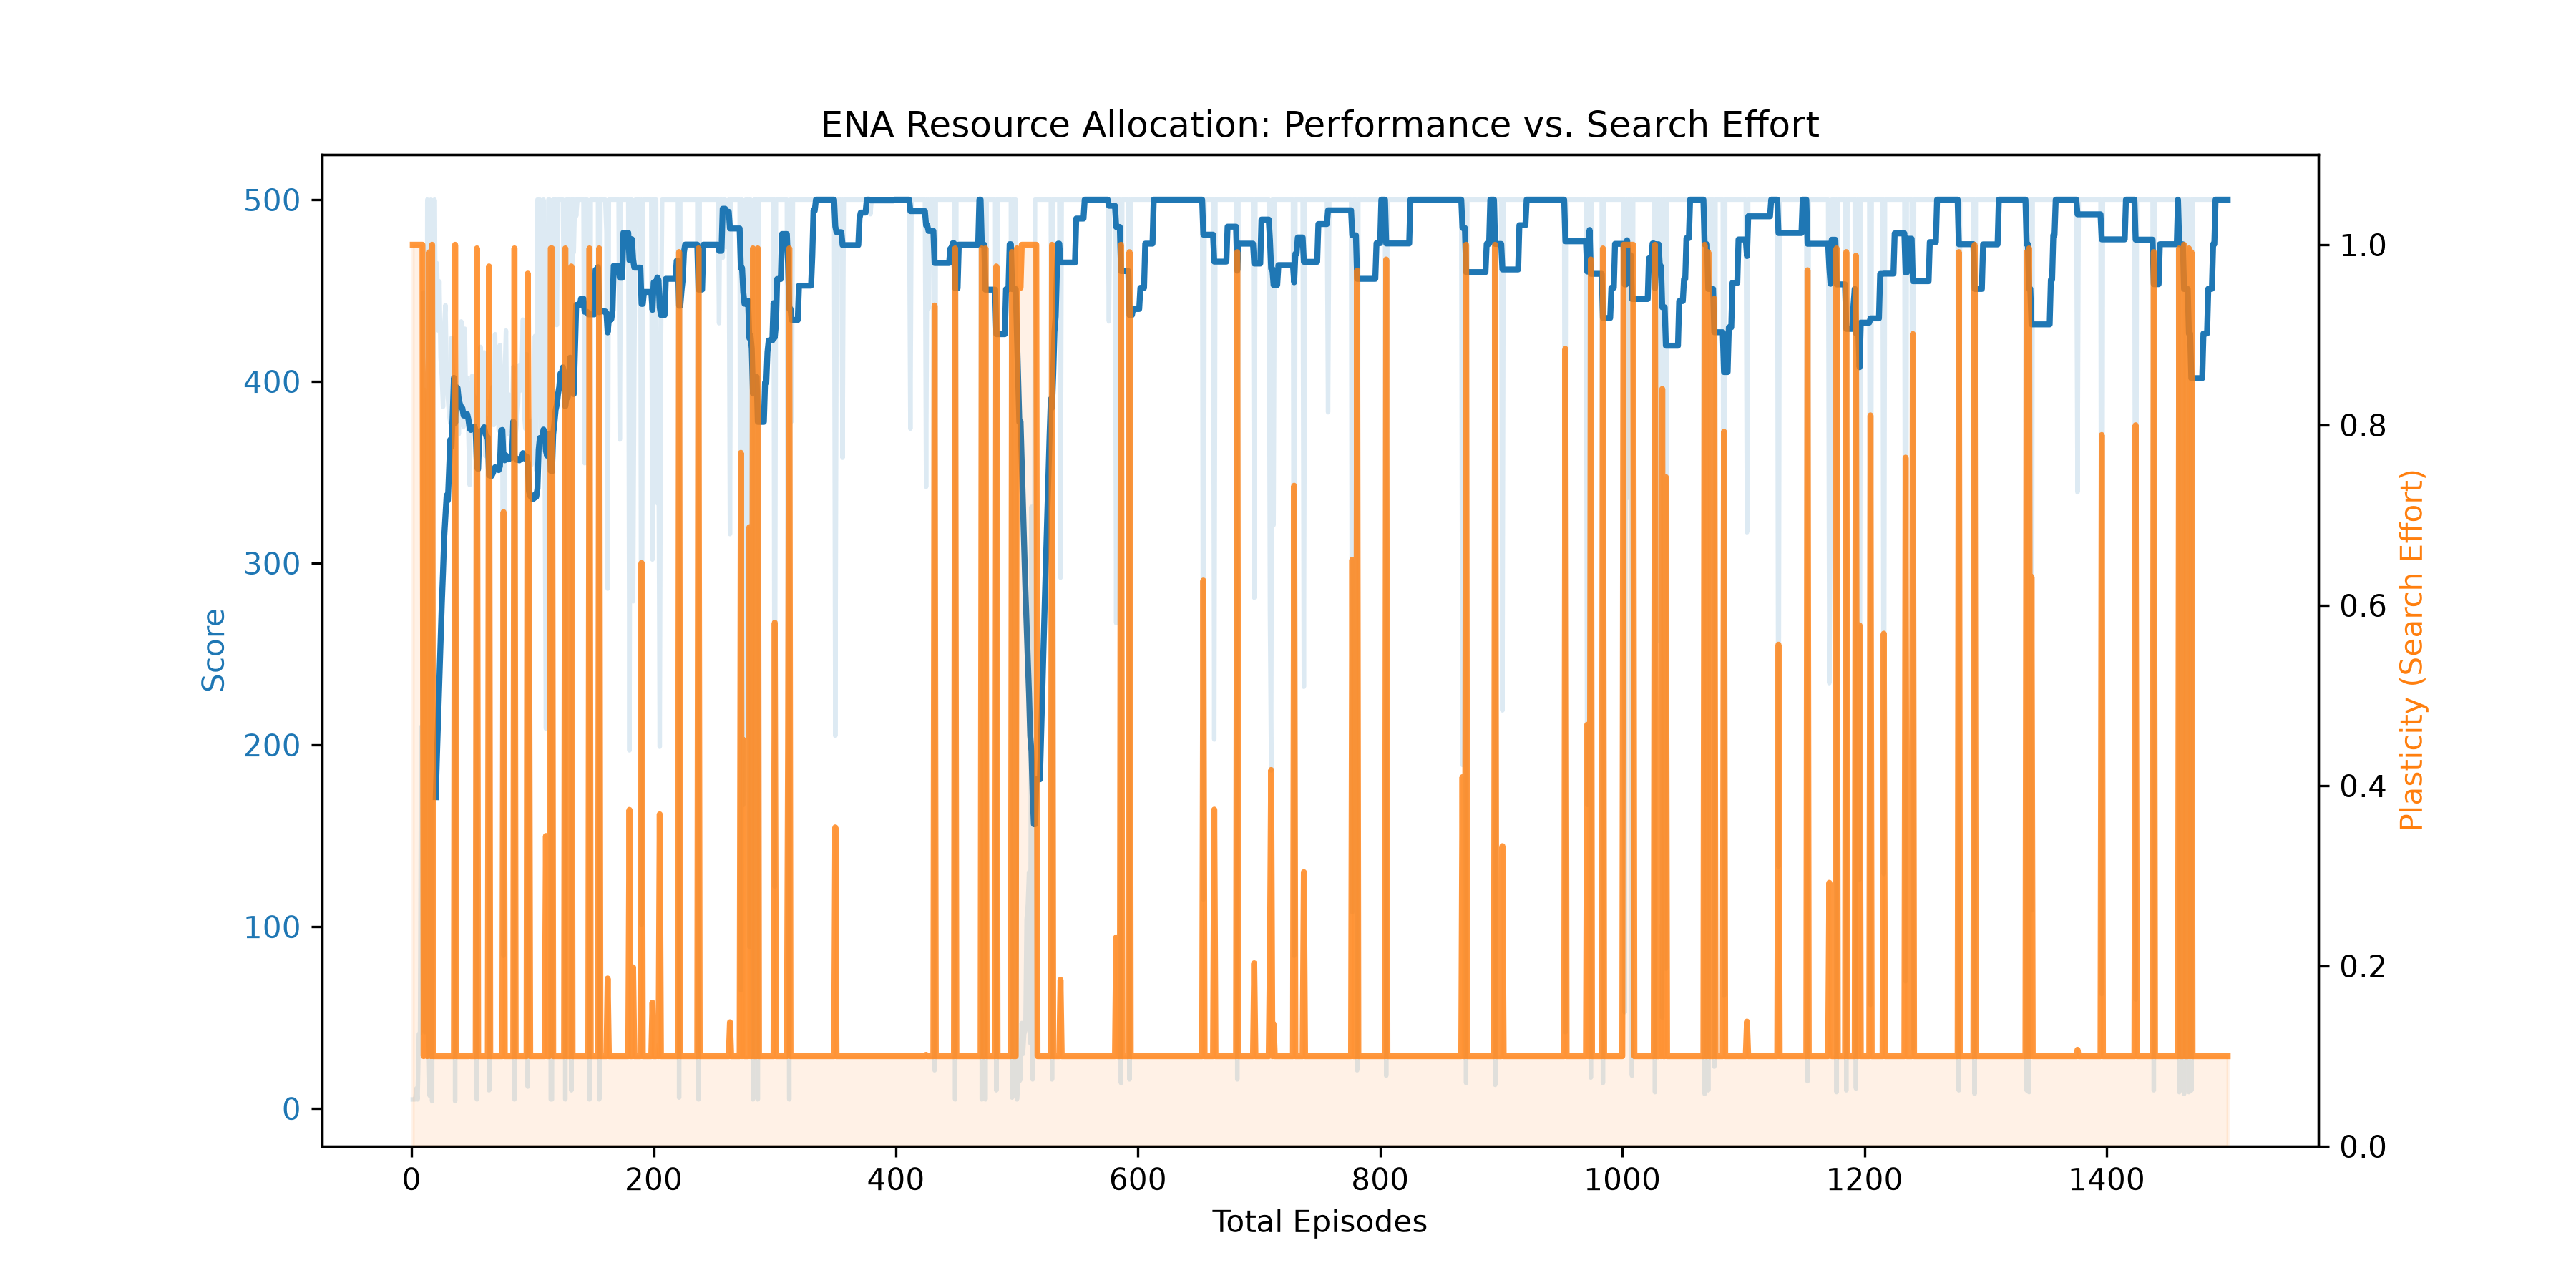 ENA Resource Allocation: Performance vs. Search Effort
500
400
300
200
100
0
Score
1.0
0.8
0.6
0.4
0.2
0.0
Plasticity (Search Effort)
0 200 400 600 800 1000 1200 1400
Total Episodes